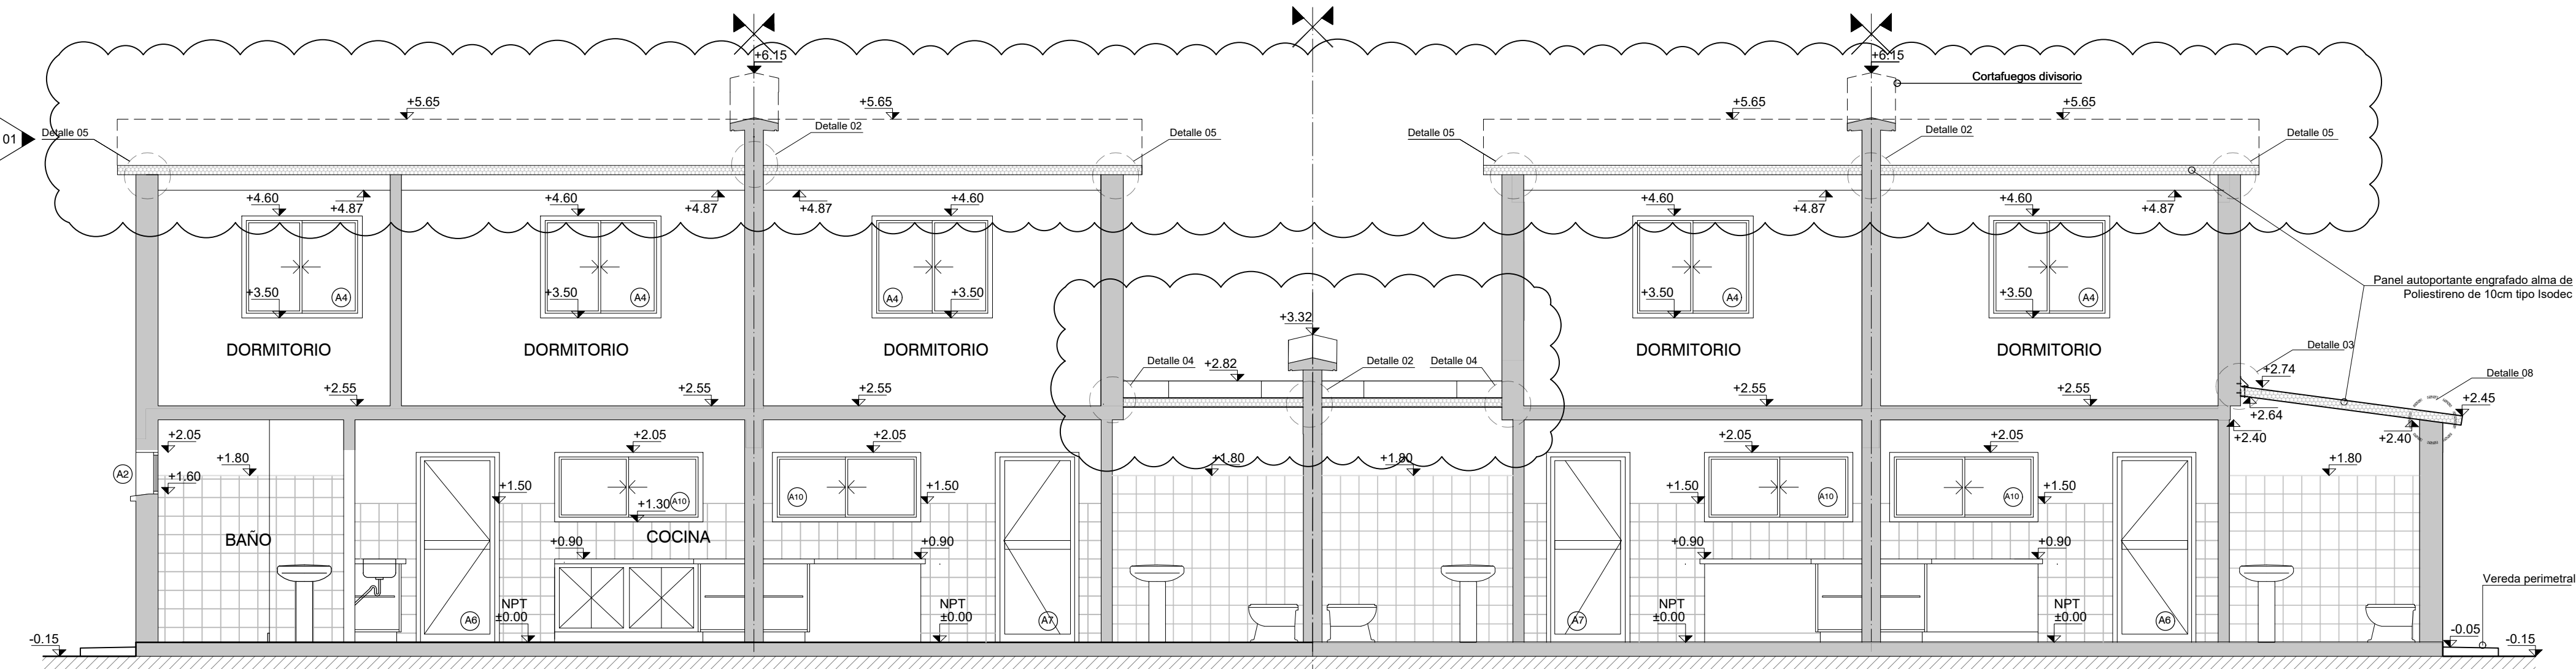 +6.15
+6.15
Cortafuegos divisorio
+5.65
+5.65
+5.65
+5.65
01
Detalle 05
Detalle 02
Detalle 05
Detalle 05
Detalle 02
Detalle 05
+4.60
+4.87
+4.60
+4.87
+4.87
+4.60
+4.60
+4.87
+4.60
+4.87
+3.50
A4
+3.50
A4
A4
+3.50
+3.50
A4
+3.50
A4
Panel autoportante engrafado alma de
Poliestireno de 10cm tipo Isodec
+3.32
DORMITORIO
DORMITORIO
DORMITORIO
DORMITORIO
DORMITORIO
Detalle 04
+2.82
Detalle 02
Detalle 04
Detalle 03
+2.74
Detalle 08
+2.55
+2.55
+2.55
+2.55
+2.55
+2.64
+2.45
+2.40
+2.40
+2.05
+2.05
+2.05
+2.05
+2.05
A2
+1.80
+1.60
+1.80
+1.80
+1.80
+1.50
A10
A10
+1.50
+1.50
A10
A10
+1.50
+1.30
BAÑO
COCINA
+0.90
+0.90
+0.90
+0.90
NPT
±0.00
NPT
±0.00
NPT
±0.00
NPT
±0.00
A6
A7
A7
A6
Vereda perimetral
-0.15
-0.05
-0.15